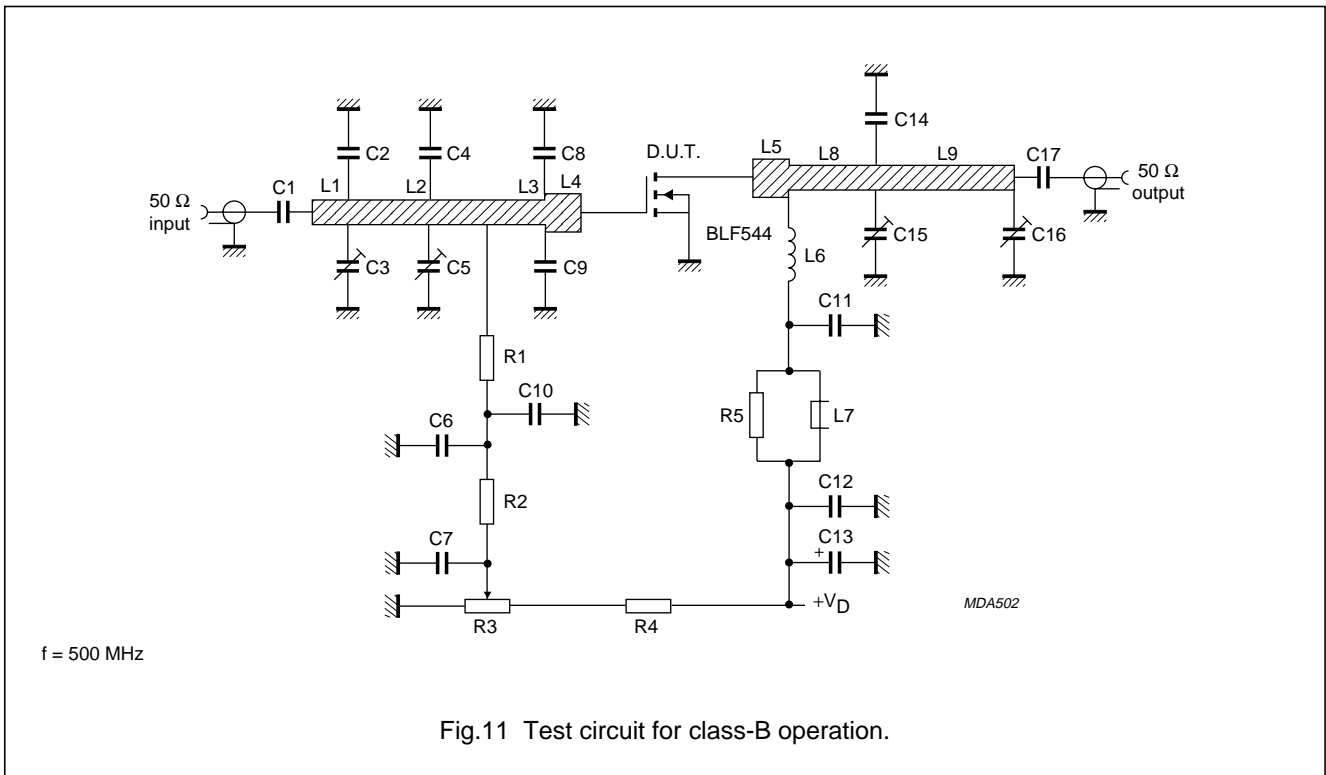 C14
L5
D.U.T.
L8
L9
C17
C2
C4
C8
L1
L2
L3
L4
C1
50 Ω
input
50 Ω
output
BLF544
C15
C16
C3
C5
C9
L6
C11
R1
C10
R5
L7
C6
R2
C12
C7
C13
+
+VD
R3
R4
MDA502
f = 500 MHz
Fig.11 Test circuit for class-B operation.